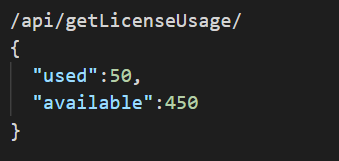 /api/getLicenseUsage/
{
  "used":50,
  "available":450
}